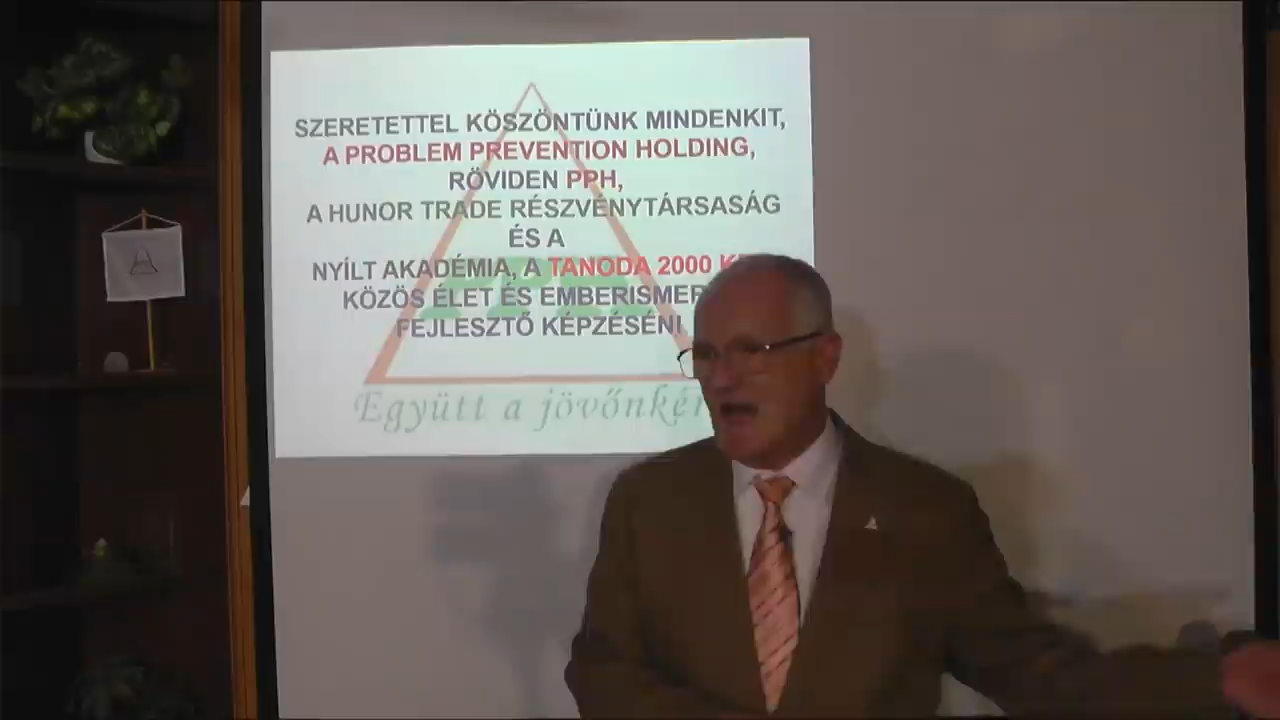 SZERETETTEL KÖSZÖNTÜNK MINDENKIT,
A PROBLEM PREVENTION HOLDING,
RÖVIDEN PPH,
A HUNOR TRADE RÉSZVÉNYTÁRSASÁG
ÉS A
NYÍLT AKADÉMIA, A TANODA 2000
KÖZÖS ÉLET ÉS
FEJLESZTŐ KÉPZÉSÉN!
Együtt a